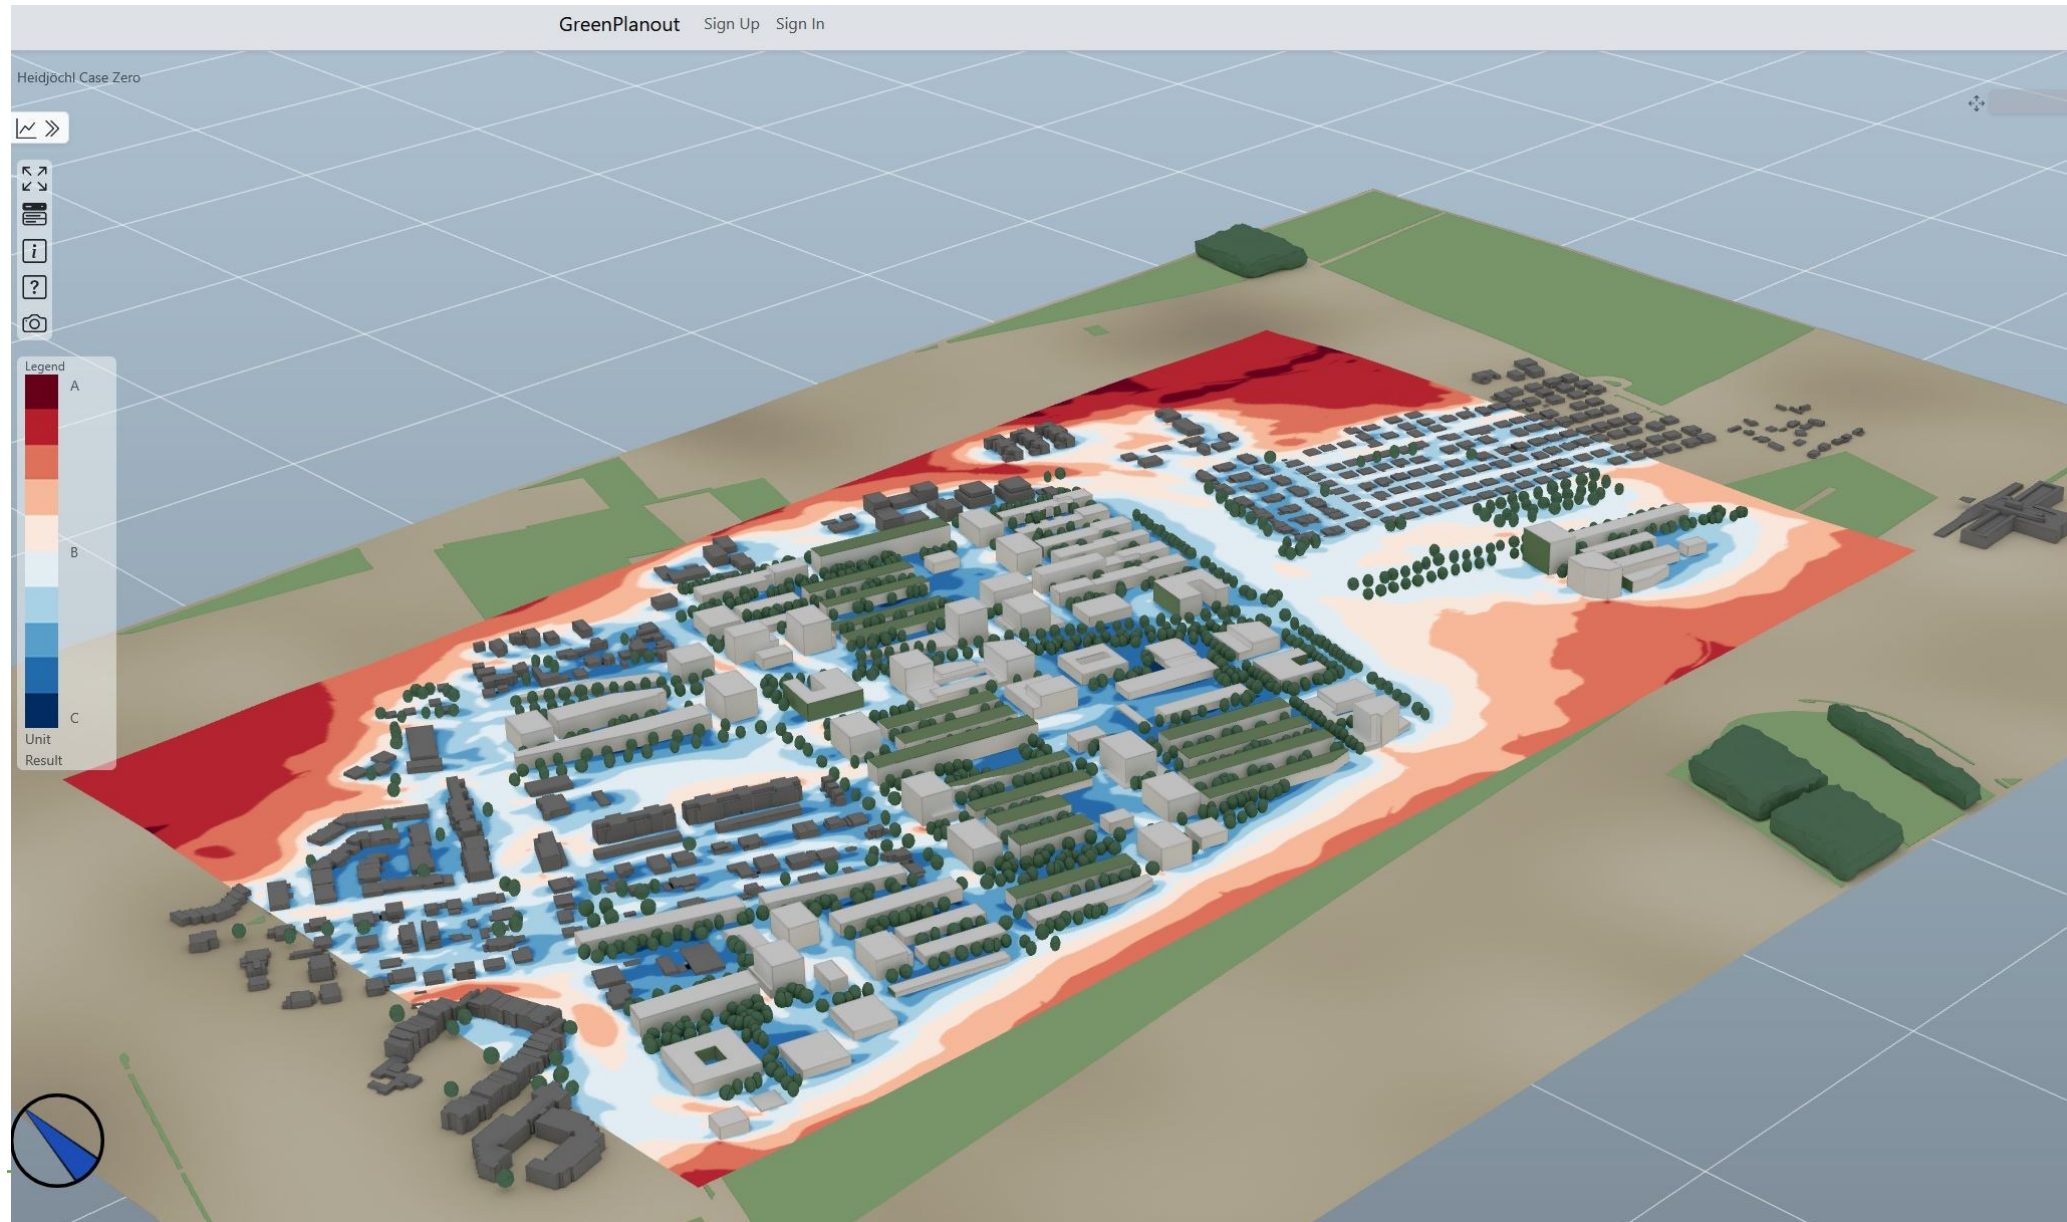 GreenPlanout Sign Up Sign In
Heidjöchl Case Zero
Legend
A
B
C
Unit
Result